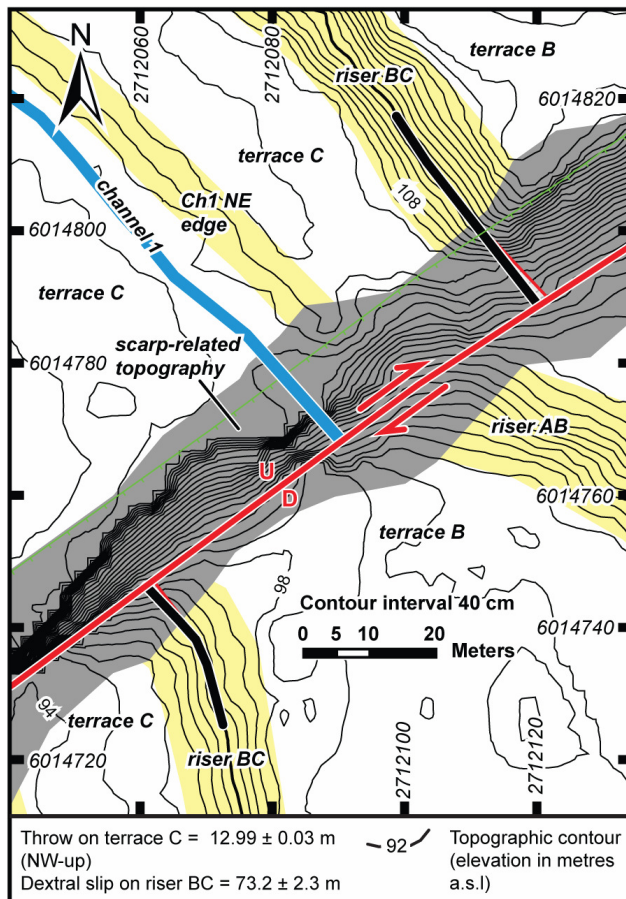 N
2712060
2712080
terrace B
riser BC
6014820
terrace C
108
Ch1 NE
edge
channel 1
6014800
terrace C
6014780
scarp-related
topography
riser AB
U
D
6014760
terrace B
98
Contour interval 40 cm
0 5 10 20
Meters
6014740
94
terrace C
6014720
riser BC
2712100
2712120
Throw on terrace C = 12.99 ± 0.03 m
(NW-up)
Dextral slip on riser BC = 73.2 ± 2.3 m
92
Topographic contour
(elevation in metres
a.s.l)